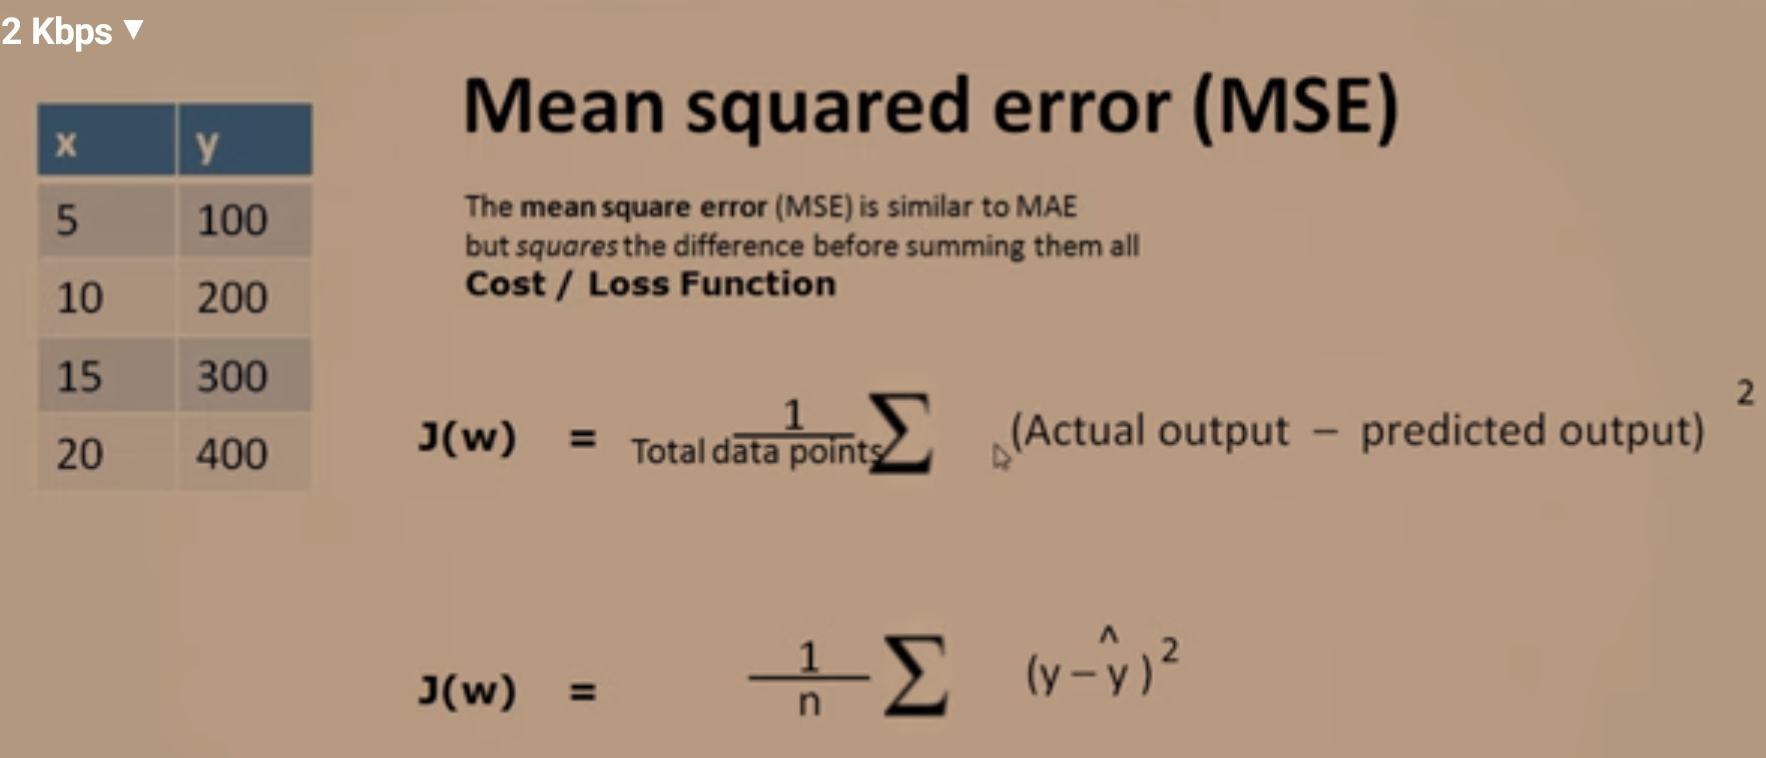 2 Kbps ▼
Mean squared error (MSE)
x y
5 100
10 200
15 300
20 400
The mean square error (MSE) is similar to MAE
but squares the difference before summing them all
Cost / Loss Function
J(w) = 1 / Total data points ∑ (Actual output – predicted output)²
J(w) = 1 / n ∑ (y – ŷ)²